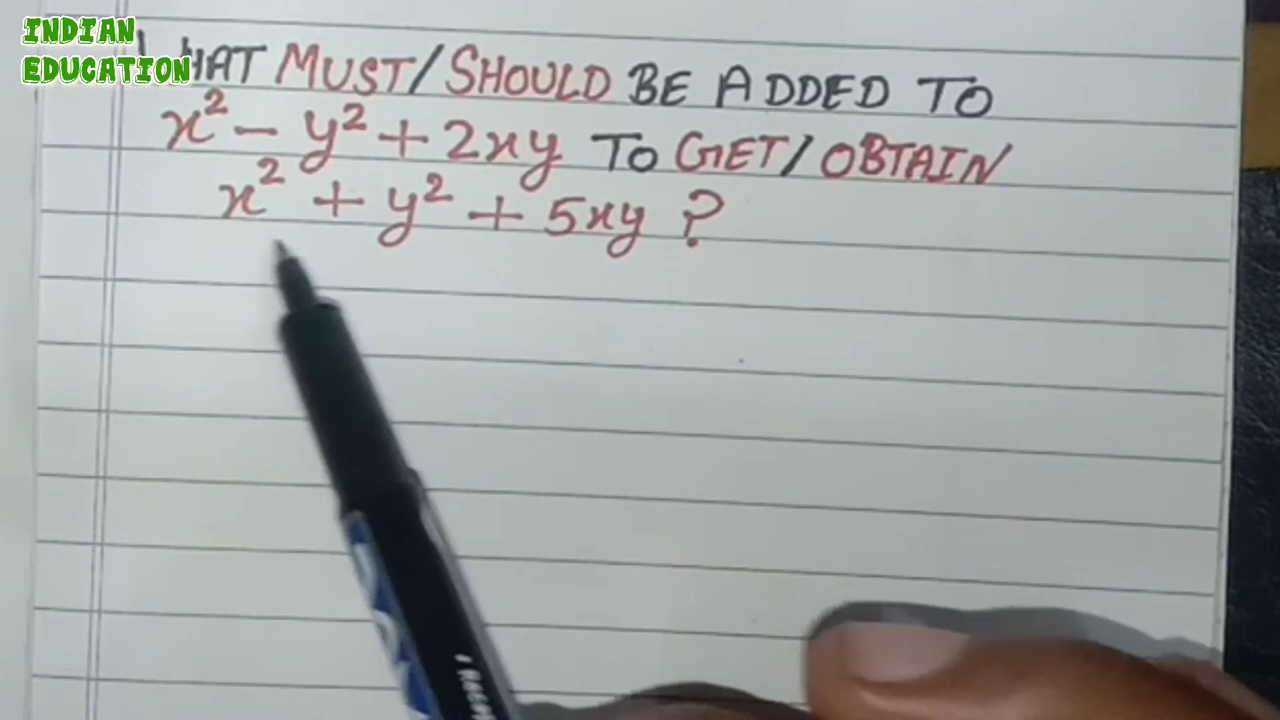 INDIAN
EDUCATION
WHAT MUST/SHOULD BE ADDED TO
x² - y² + 2xy TO GET/OBTAIN
x² + y² + 5xy ?